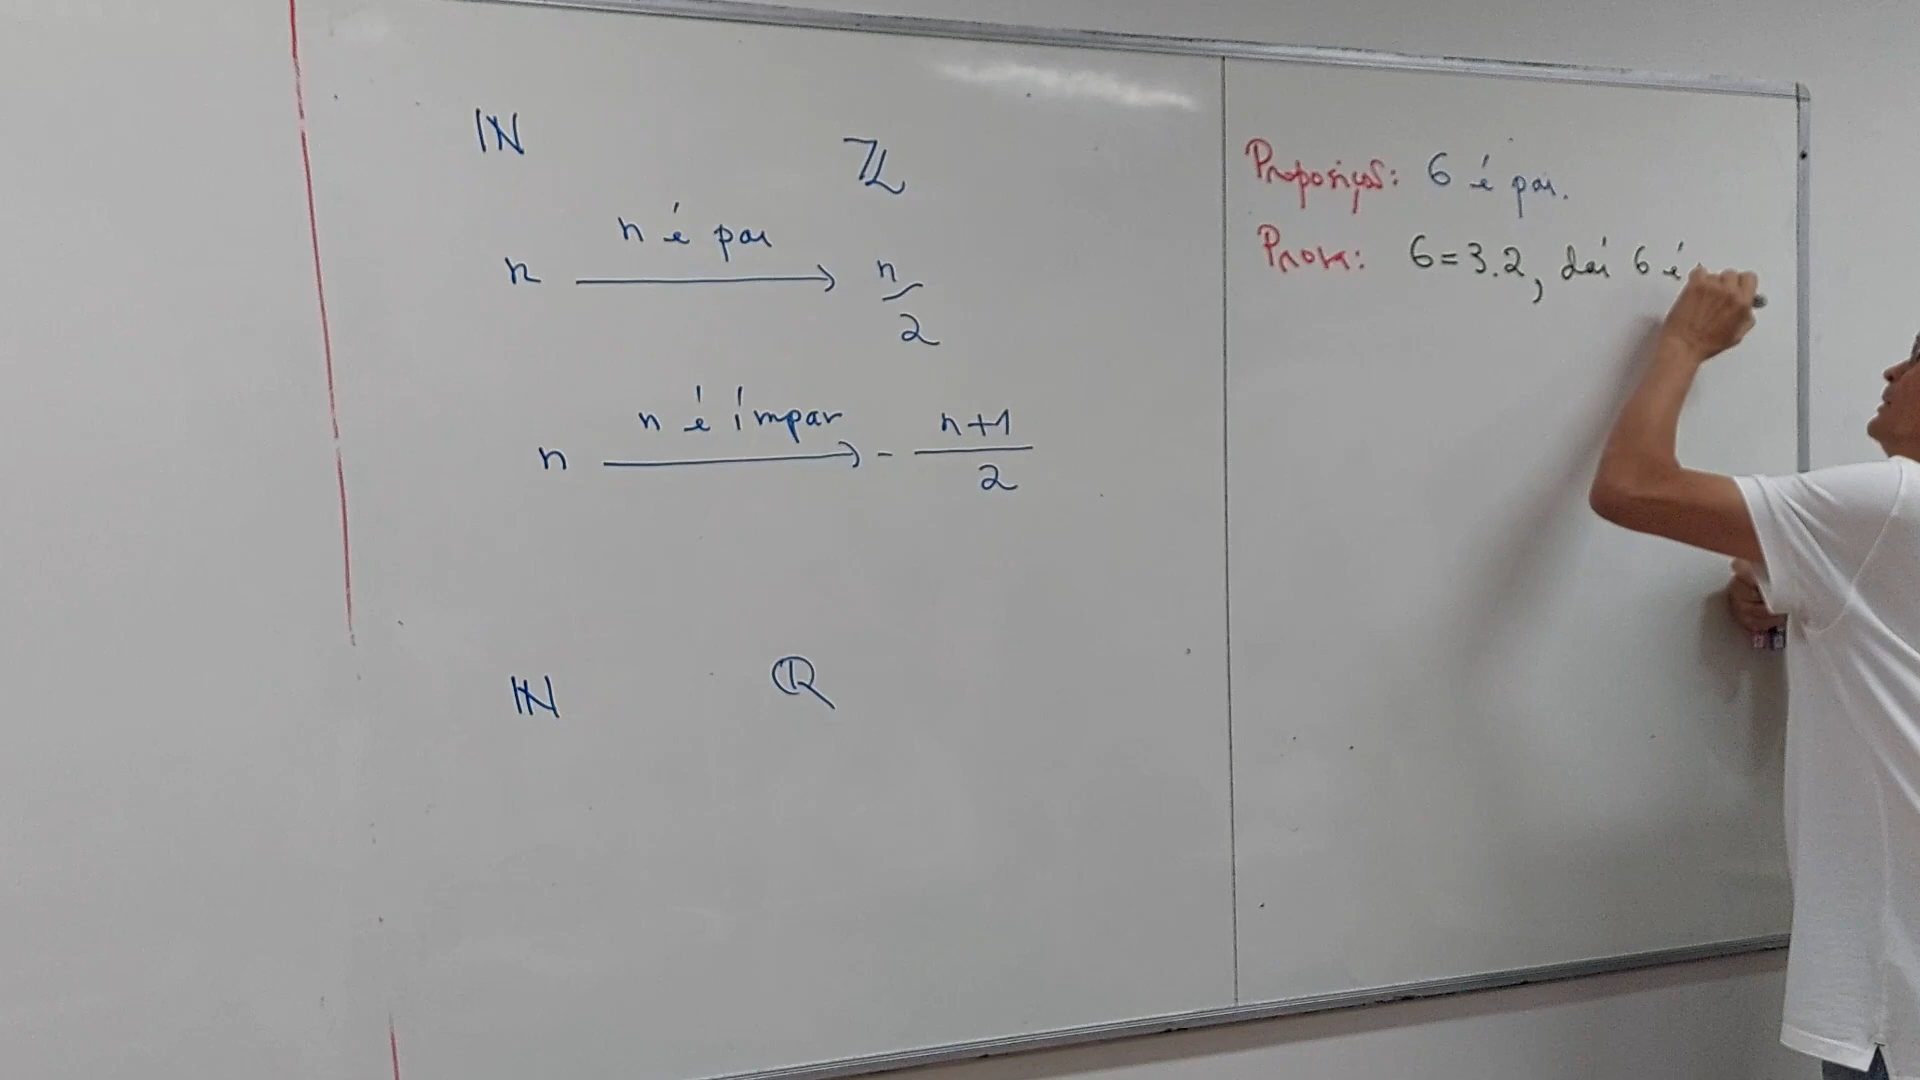 ℕ ℤ
n é par
n → n/2
n é ímpar
n → - (n+1)/2
ℕ ℚ
Proposição: 6 é par.
Prova: 6=3.2, daí 6 é